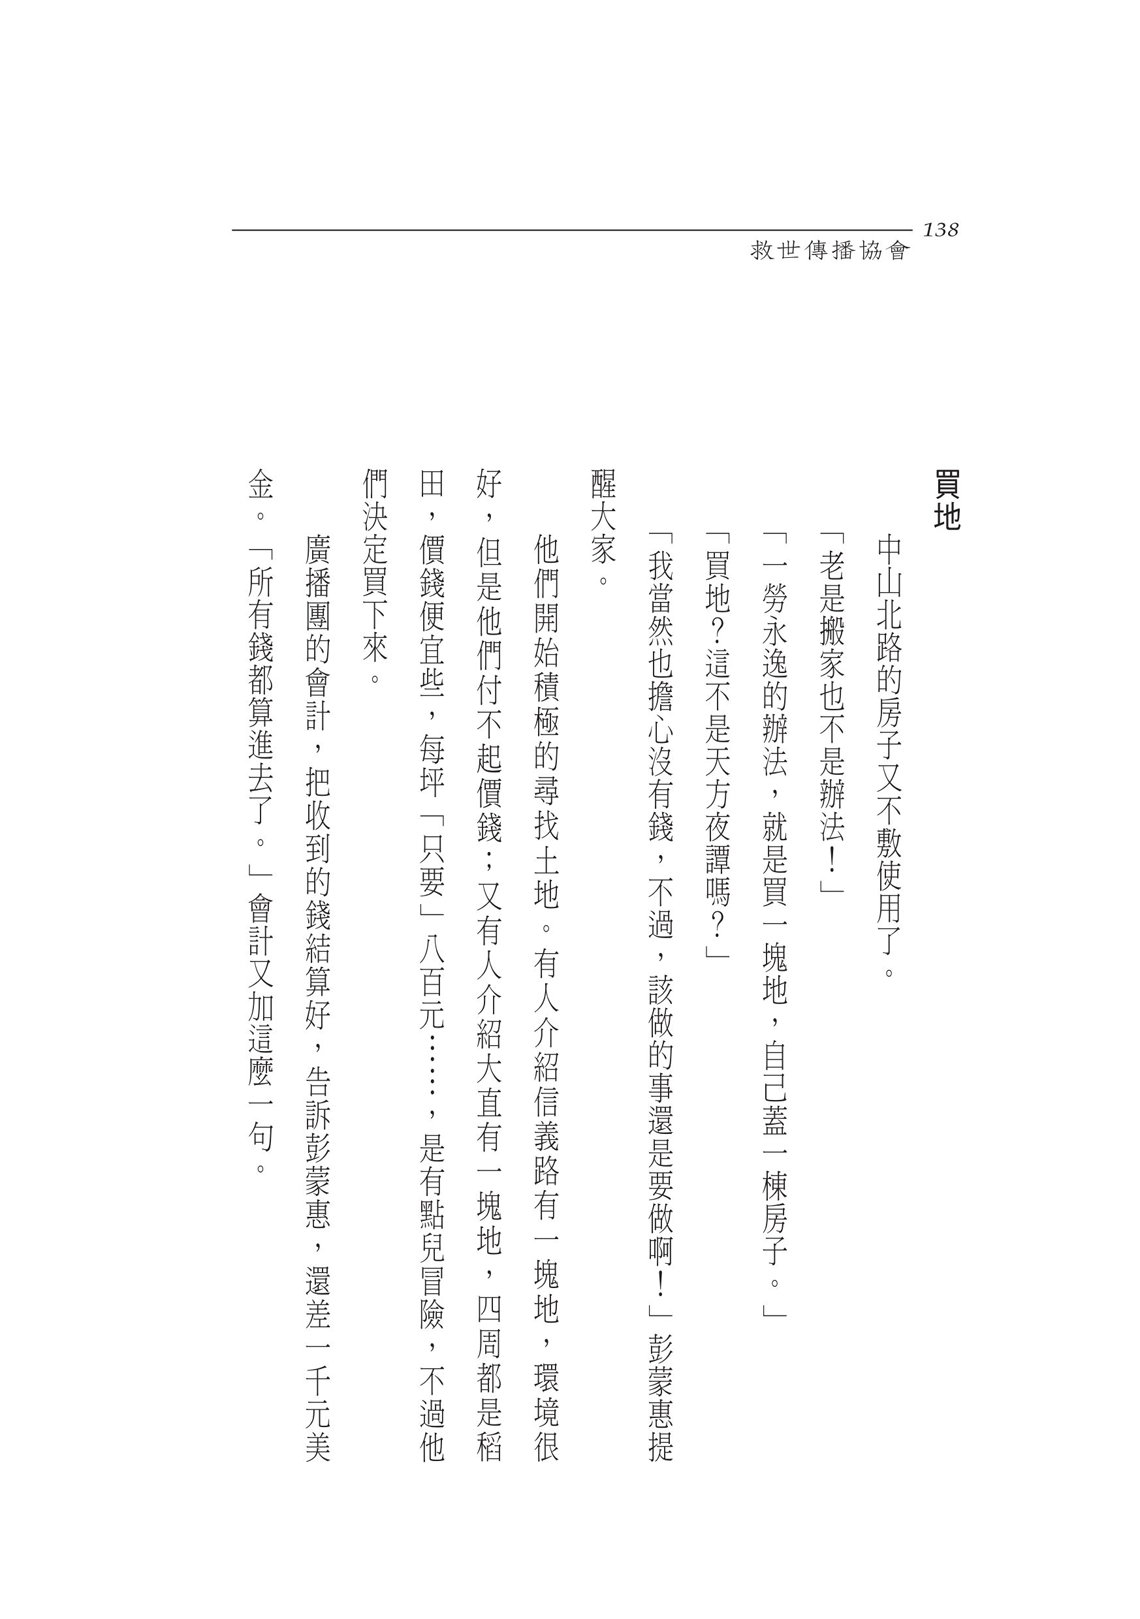 138
救世傳播協會
買地
中山北路的房子又不敷使用了。
「老是搬家也不是辦法！」
「一勞永逸的辦法，就是買一塊地，自己蓋一棟房子。」
「買地？這不是天方夜譚嗎？」
「我當然也擔心沒有錢，不過，該做的事還是要做啊！」彭蒙惠提
醒大家。
他們開始積極的尋找土地。有人介紹信義路有一塊地，環境很
好，但是他們付不起價錢；又有人介紹大直有一塊地，四周都是稻
田，價錢便宜些，每坪「只要」八百元……，是有點兒冒險，不過他
們決定買下來。
廣播團的會計，把收到的錢結算好，告訴彭蒙惠，還差一千元美
金。「所有錢都算進去了。」會計又加這麼一句。